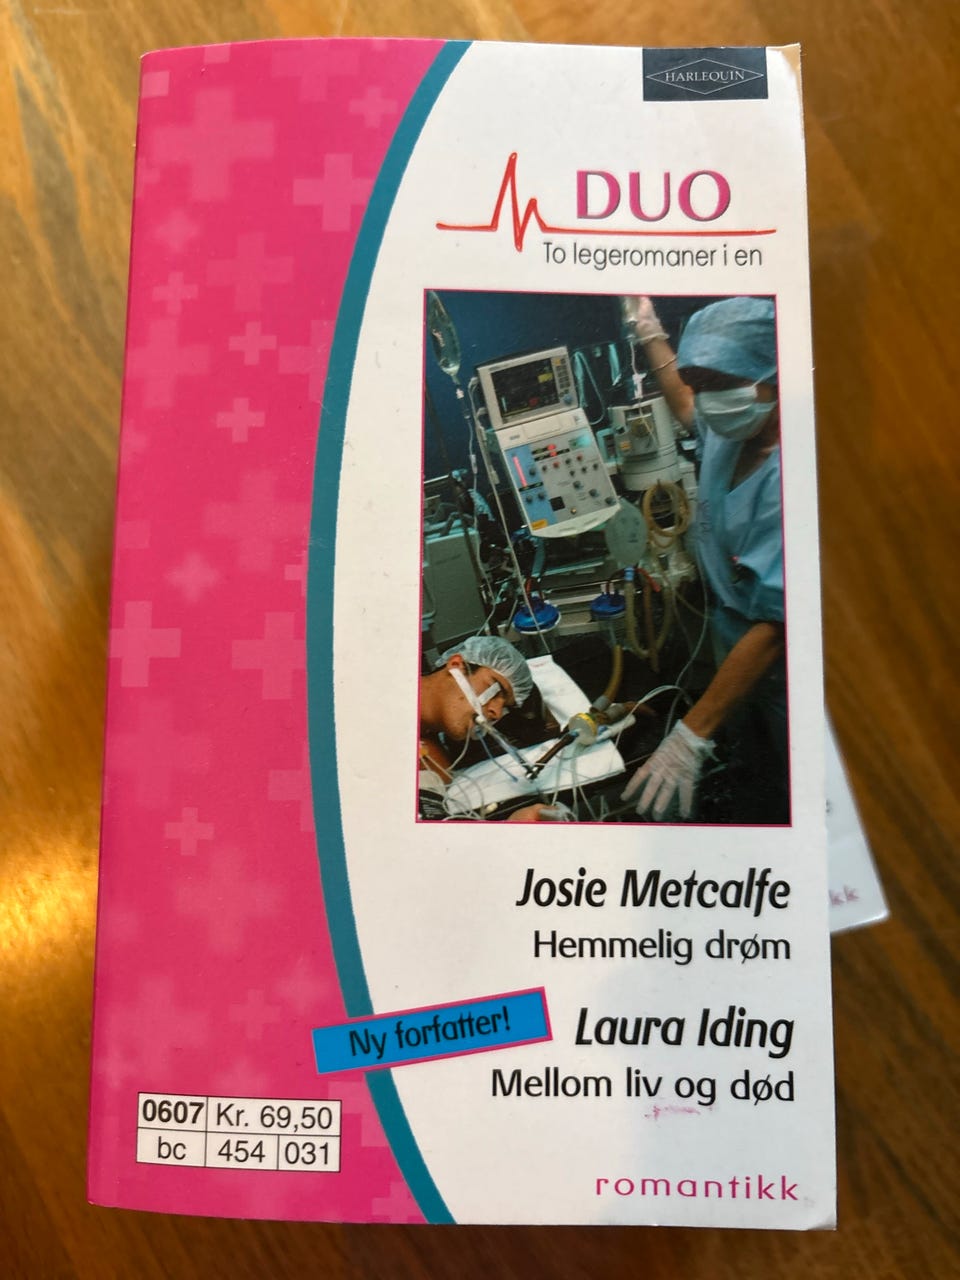 HARLEQUIN
DUO
To legeromaner i en
Josie Metcalfe
Hemmelig drøm
Ny forfatter!
Laura Iding
Mellom liv og død
0607 Kr. 69,50
bc 454 031
romantikk
kk